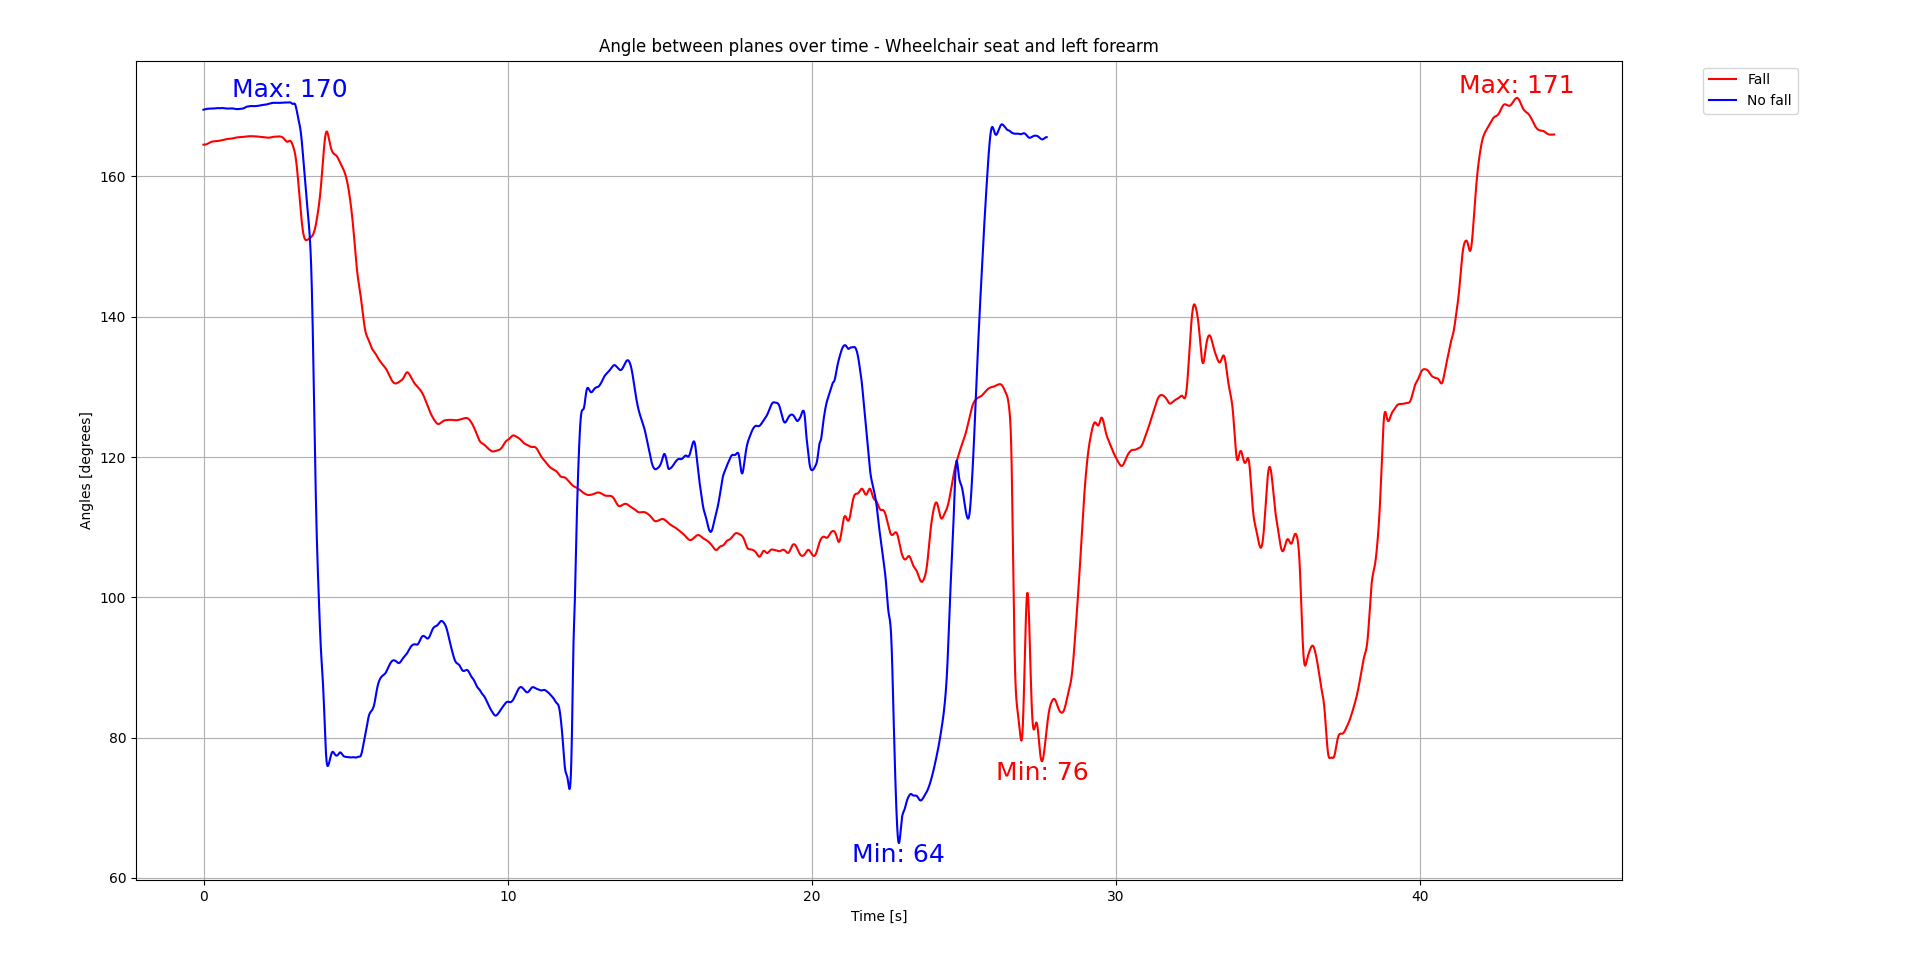 Angle between planes over time - Wheelchair seat and left forearm
Max: 170
Max: 171
Fall
No fall
160
140
120
100
80
60
Angles [degrees]
Min: 76
Min: 64
0
10
20
30
40
Time [s]